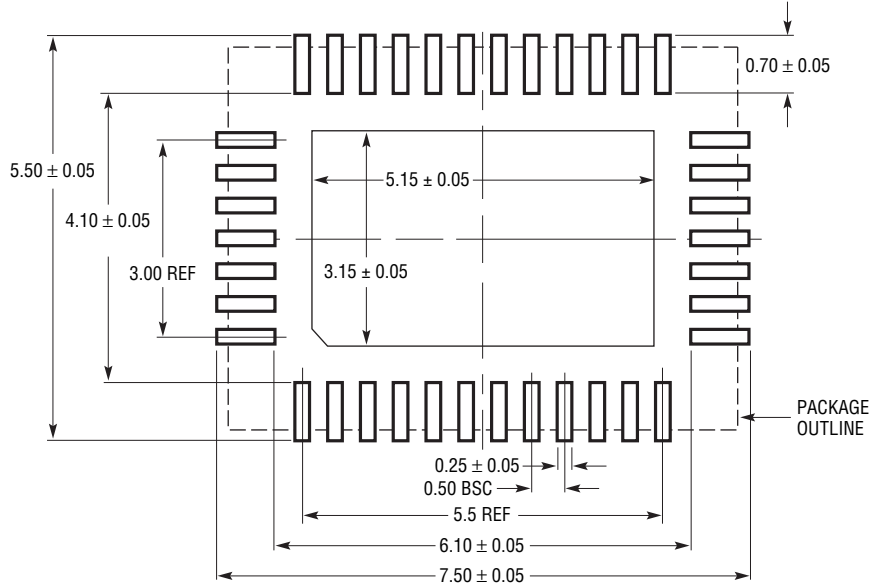 0.70 ± 0.05
5.50 ± 0.05
5.15 ± 0.05
4.10 ± 0.05
3.00 REF
3.15 ± 0.05
PACKAGE
OUTLINE
0.25 ± 0.05
0.50 BSC
5.5 REF
6.10 ± 0.05
7.50 ± 0.05